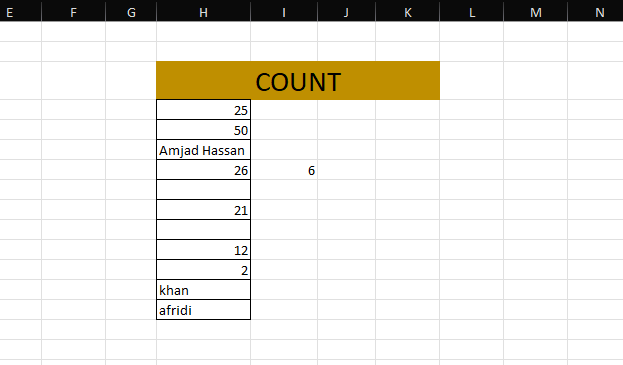 E F G H I J K L M N
COUNT
25
50
Amjad Hassan
26 6
21
12
2
khan
afridi